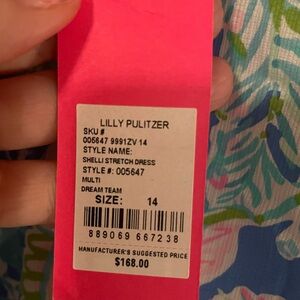 LILLY PULITZER
SKU #
005647 9991ZV 14
STYLE NAME:
SHELLI STRETCH DRESS
STYLE #: 005647
MULTI
DREAM TEAM
SIZE: 14
889069 667238
MANUFACTURER'S SUGGESTED PRICE
$168.00